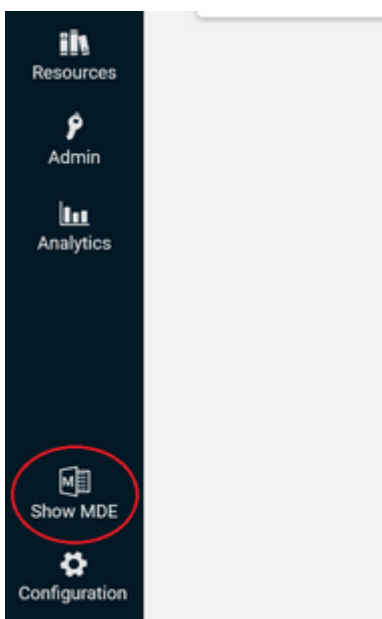 Resources
Admin
Analytics
M
Show MDE
Configuration